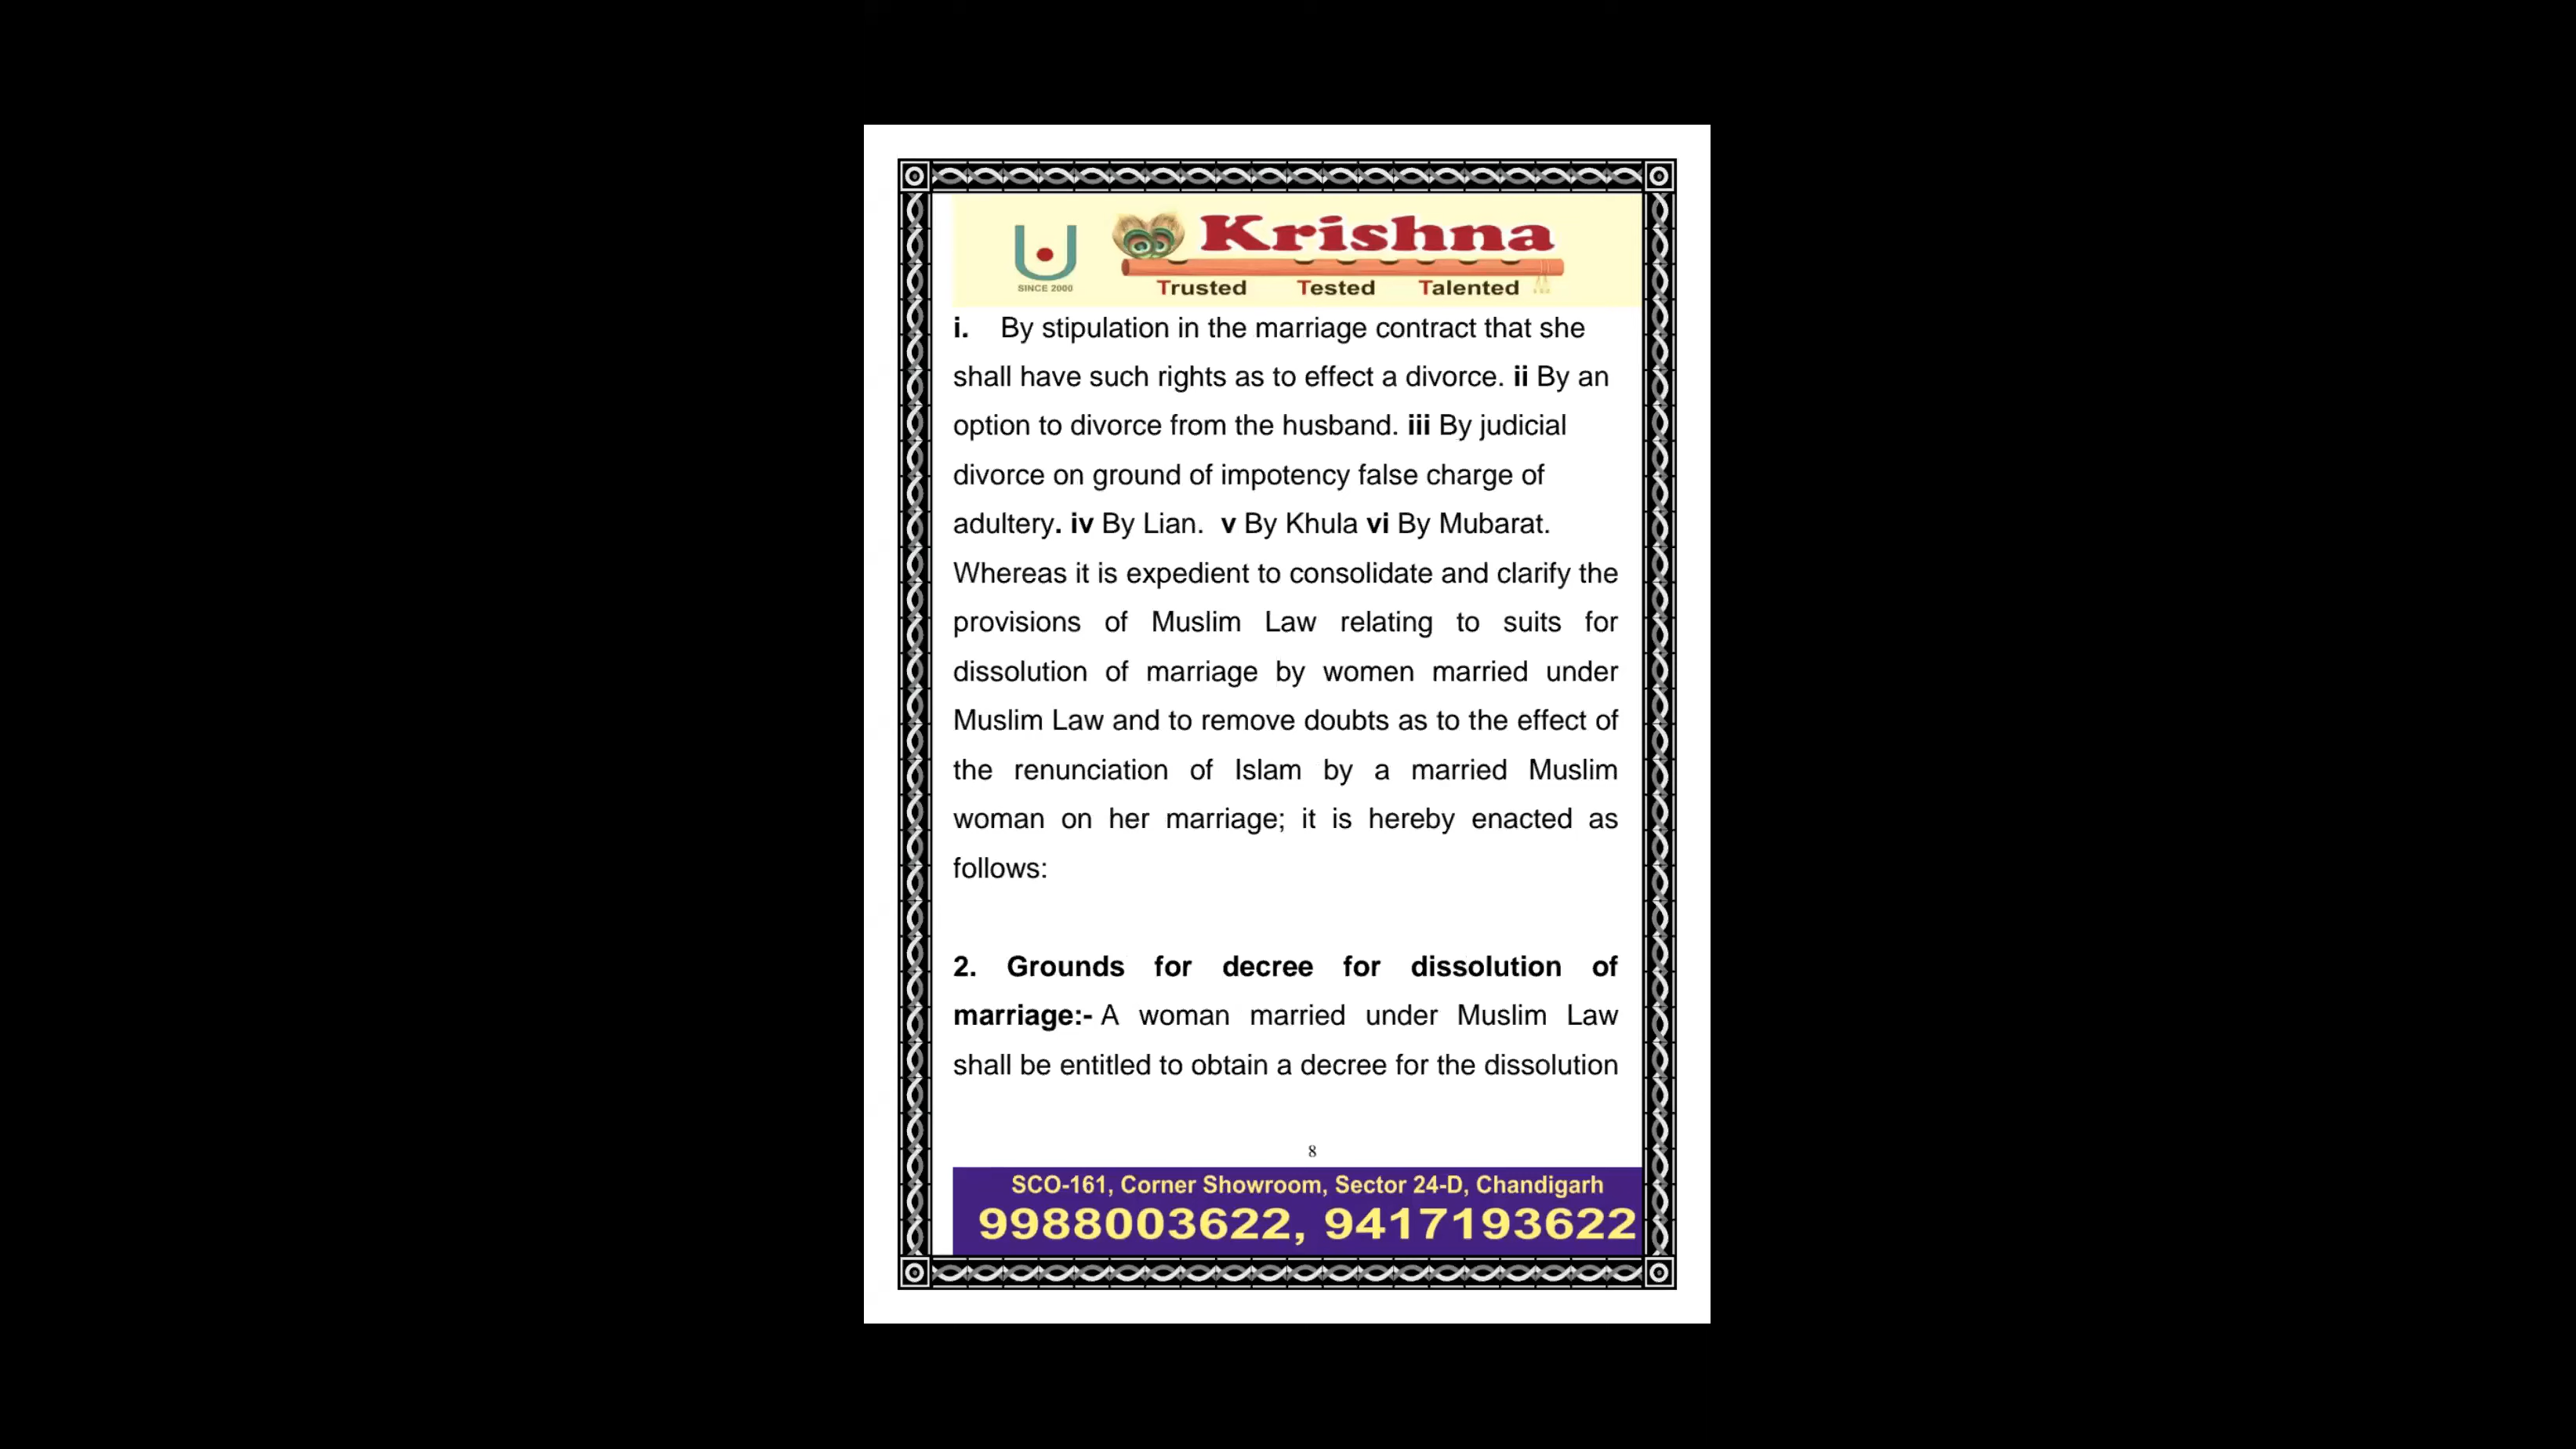 Krishna
SINCE 2000
Trusted Tested Talented
i. By stipulation in the marriage contract that she
shall have such rights as to effect a divorce. ii By an
option to divorce from the husband. iii By judicial
divorce on ground of impotency false charge of
adultery. iv By Lian. v By Khula vi By Mubarat.
Whereas it is expedient to consolidate and clarify the
provisions of Muslim Law relating to suits for
dissolution of marriage by women married under
Muslim Law and to remove doubts as to the effect of
the renunciation of Islam by a married Muslim
woman on her marriage; it is hereby enacted as
follows:
2. Grounds for decree for dissolution of
marriage:- A woman married under Muslim Law
shall be entitled to obtain a decree for the dissolution
8
SCO-161, Corner Showroom, Sector 24-D, Chandigarh
9988003622, 9417193622